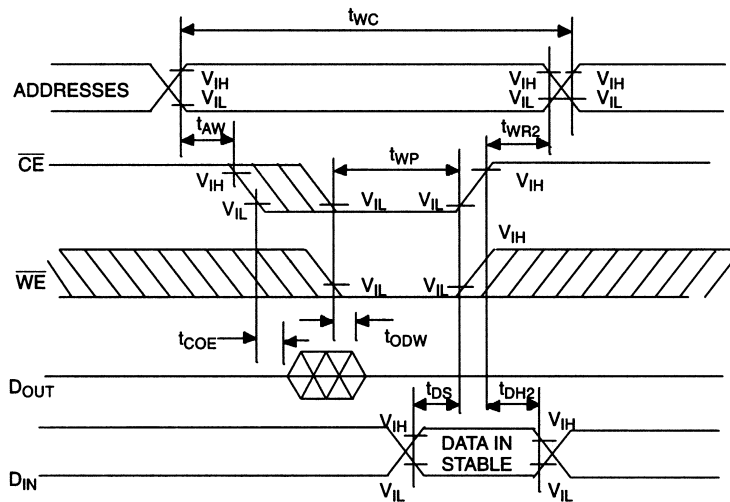 tWC
ADDRESSES
VIH
VIL
VIH
VIL
VIH
VIL
tAW
tWR2
CE
VIH
VIL
tWP
VIL
VIL
VIH
WE
VIL
VIL
VIH
tCOE
tODW
DOUT
tDS
tDH2
DIN
VIH
VIL
DATA IN
STABLE
VIH
VIL